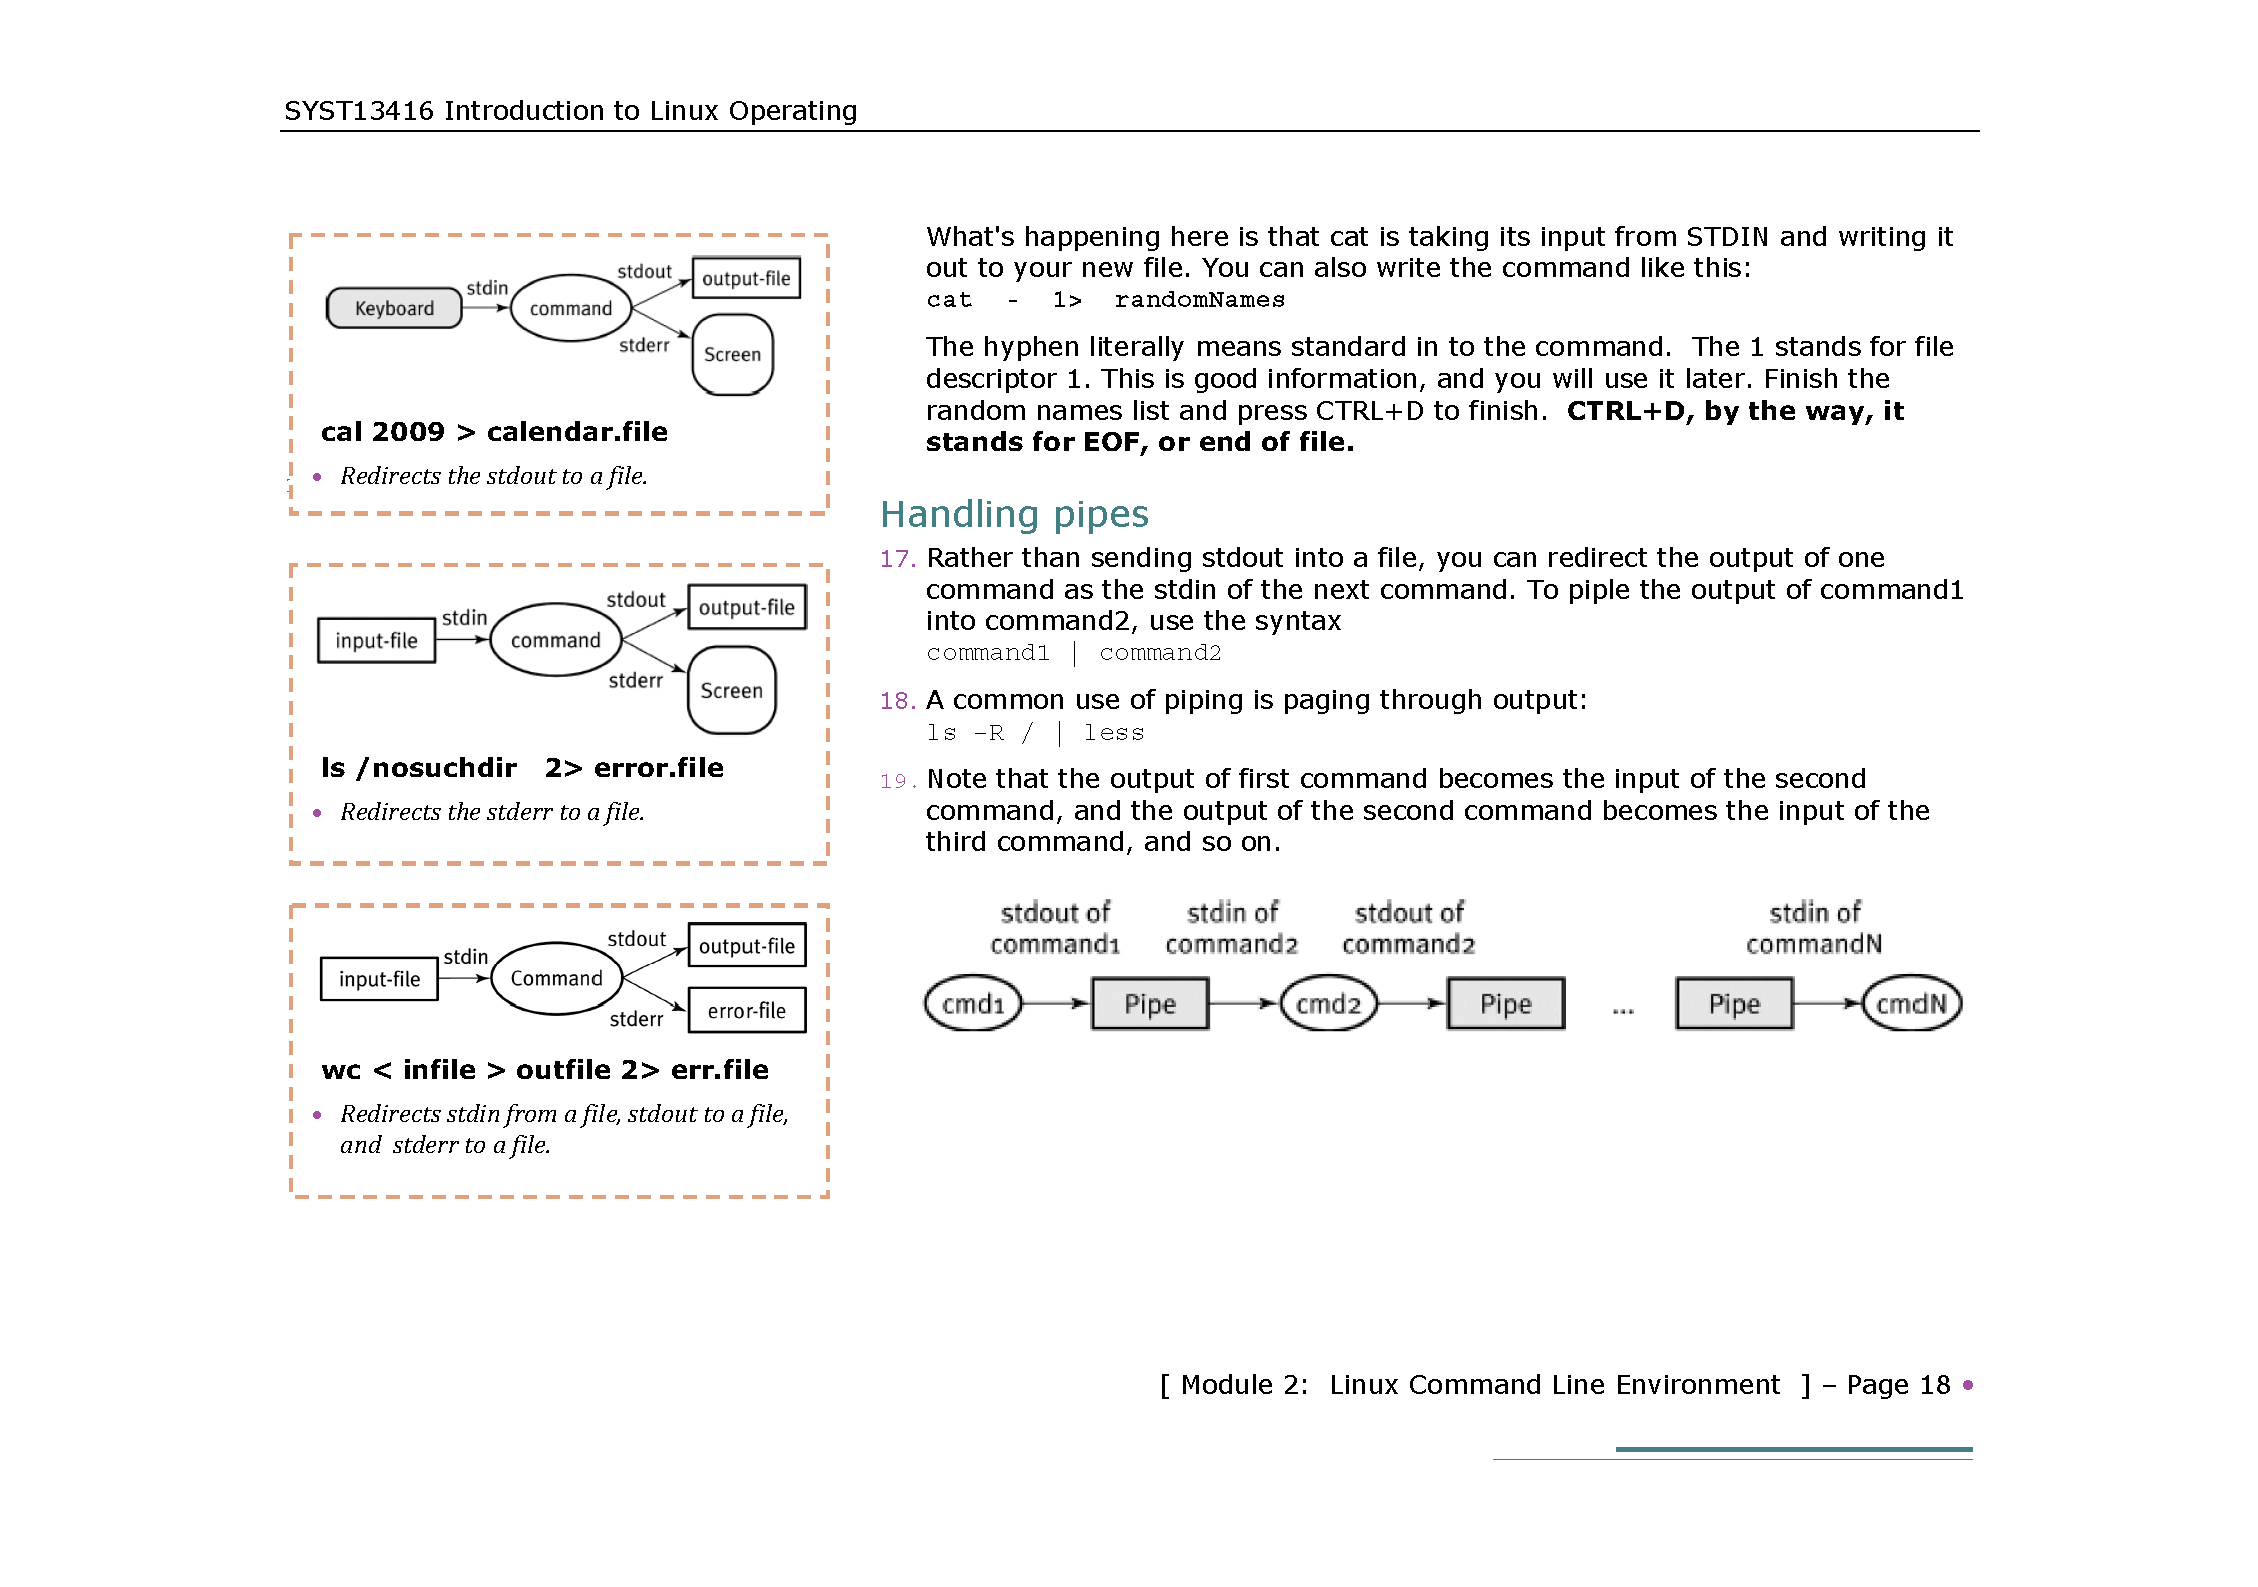 SYST13416 Introduction to Linux Operating
Keyboard
stdin
command
stdout
output-file
stderr
Screen
cal 2009 > calendar.file
• Redirects the stdout to a file.
input-file
stdin
command
stdout
output-file
stderr
Screen
ls /nosuchdir   2> error.file
• Redirects the stderr to a file.
input-file
stdin
Command
stdout
output-file
stderr
error-file
wc < infile > outfile 2> err.file
• Redirects stdin from a file, stdout to a file,
and  stderr to a file.
What's happening here is that cat is taking its input from STDIN and writing it
out to your new file. You can also write the command like this:
cat  -  1>  randomNames
The hyphen literally means standard in to the command.  The 1 stands for file
descriptor 1. This is good information, and you will use it later. Finish the
random names list and press CTRL+D to finish.  CTRL+D, by the way, it
stands for EOF, or end of file.
Handling pipes
17. Rather than sending stdout into a file, you can redirect the output of one
command as the stdin of the next command. To piple the output of command1
into command2, use the syntax
command1 | command2
18. A common use of piping is paging through output:
ls –R / | less
19. Note that the output of first command becomes the input of the second
command, and the output of the second command becomes the input of the
third command, and so on.
stdout of stdin of stdout of stdin of
command1 command2 command2 commandN
cmd1 Pipe cmd2 Pipe ... Pipe cmdN
[ Module 2:  Linux Command Line Environment  ] – Page 18 •